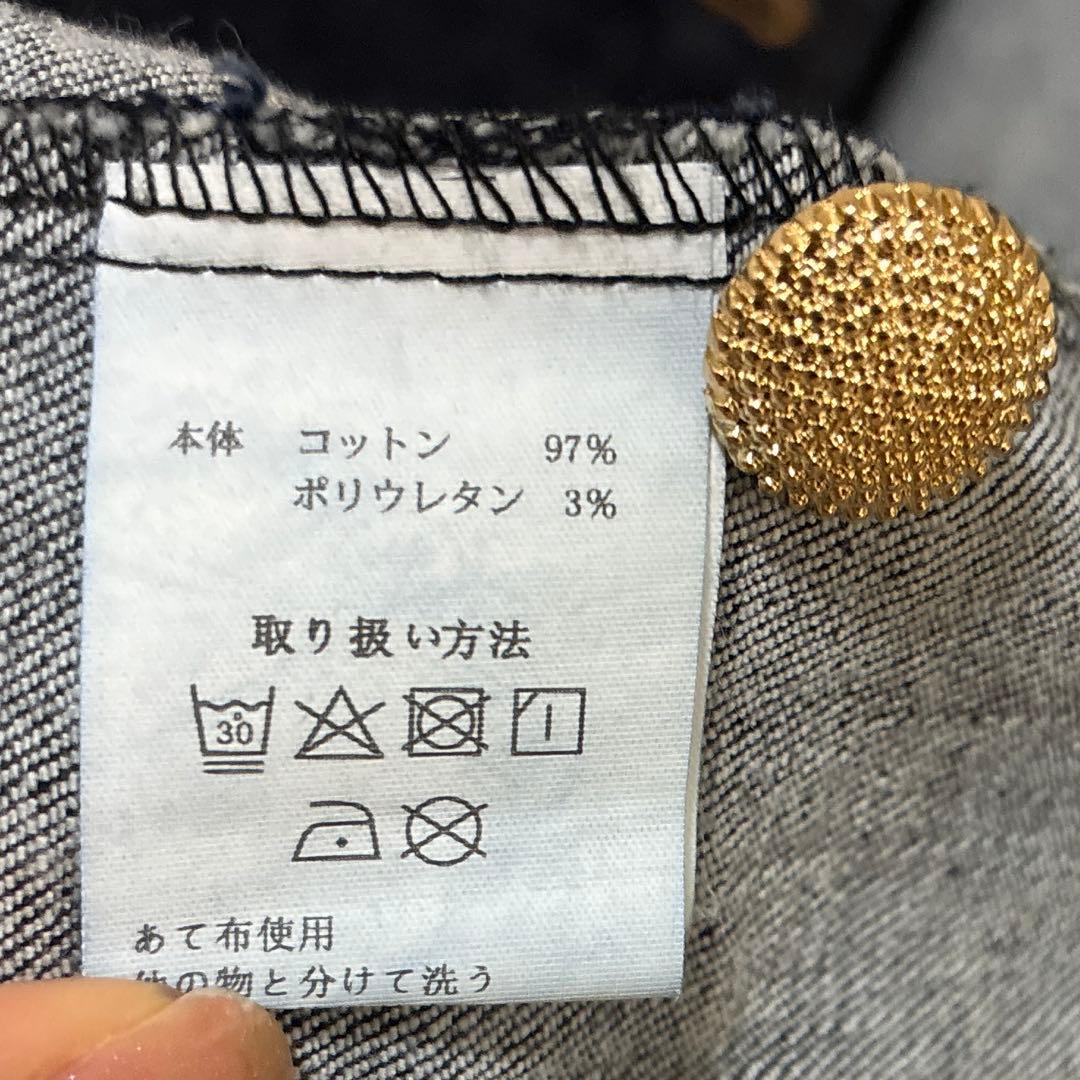 本体 コットン 97%
ポリウレタン 3%
取り扱い方法
30
あて布使用
他の物と分けて洗う